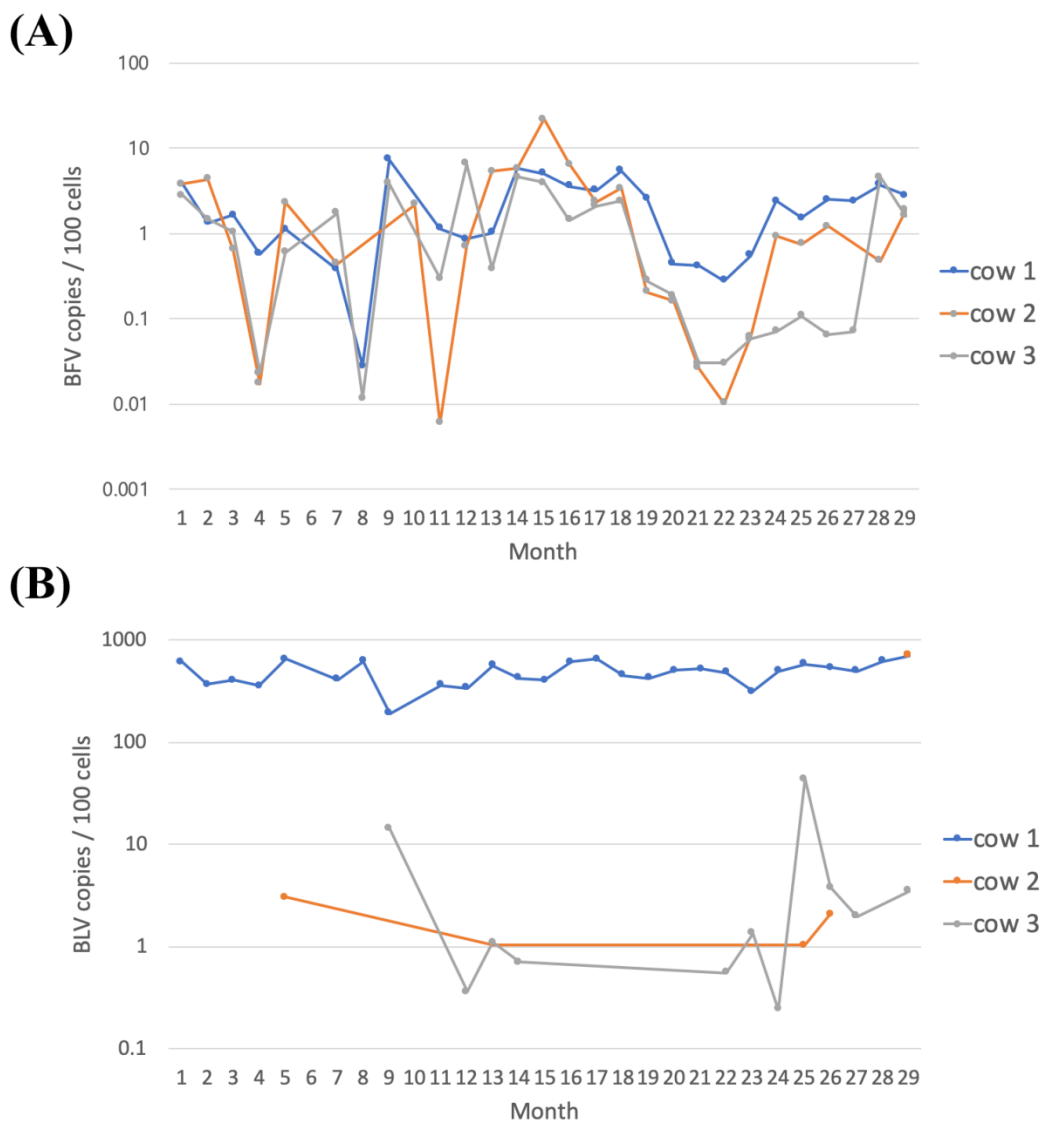 (A)
100
10
1
0.1
0.01
0.001
BFV copies / 100 cells
1 2 3 4 5 6 7 8 9 10 11 12 13 14 15 16 17 18 19 20 21 22 23 24 25 26 27 28 29
Month
cow 1
cow 2
cow 3
(B)
1000
100
10
1
0.1
BLV copies / 100 cells
1 2 3 4 5 6 7 8 9 10 11 12 13 14 15 16 17 18 19 20 21 22 23 24 25 26 27 28 29
Month
cow 1
cow 2
cow 3